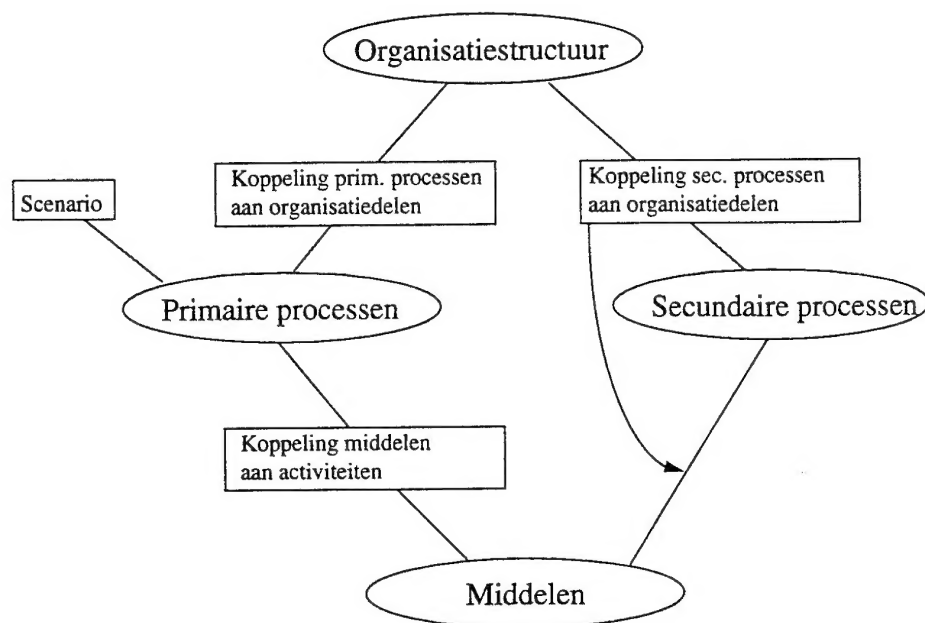 Organisatiestructuur
Koppeling prim. processen
aan organisatiedelen
Koppeling sec. processen
aan organisatiedelen
Scenario
Primaire processen
Secundaire processen
Koppeling middelen
aan activiteiten
Middelen